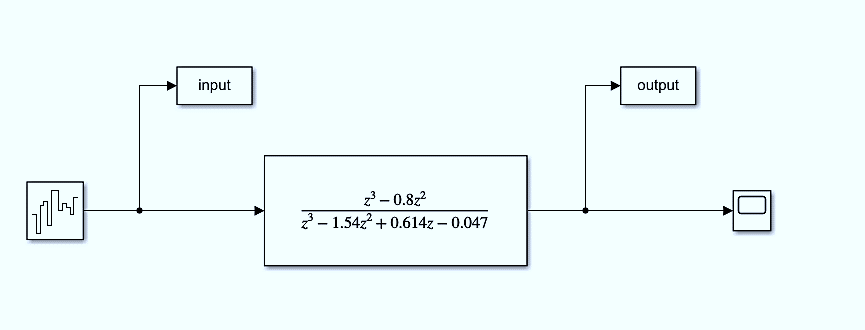 input
output
z³ − 0.8z²
z³ − 1.54z² + 0.614z − 0.047